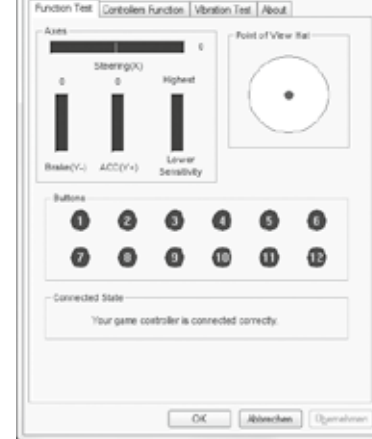 Function Test Controllers Function Vibration Test About
Axes
0
Steering(X)
0 0 Highest
Brake(Y-) ACC(Y+) Lower
Sensitivity
Point of View Hat
Buttons
1 2 3 4 5 6
7 8 9 10 11 12
Connected State
Your game controller is connected correctly.
OK Abbrechen Übernehmen